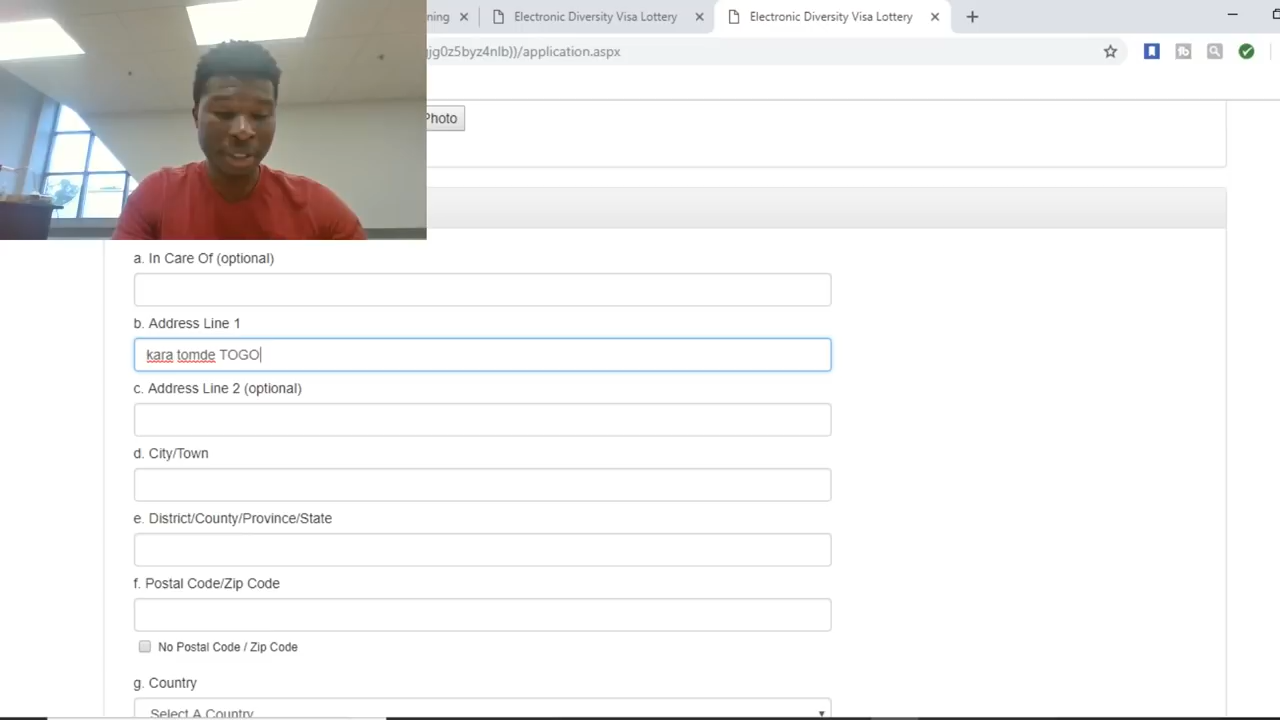 ning
Electronic Diversity Visa Lottery
Electronic Diversity Visa Lottery
jg0z5byz4nlb))/application.aspx
Photo
a. In Care Of (optional)
b. Address Line 1
kara tomde TOGO
c. Address Line 2 (optional)
d. City/Town
e. District/County/Province/State
f. Postal Code/Zip Code
No Postal Code / Zip Code
g. Country
Select A Country